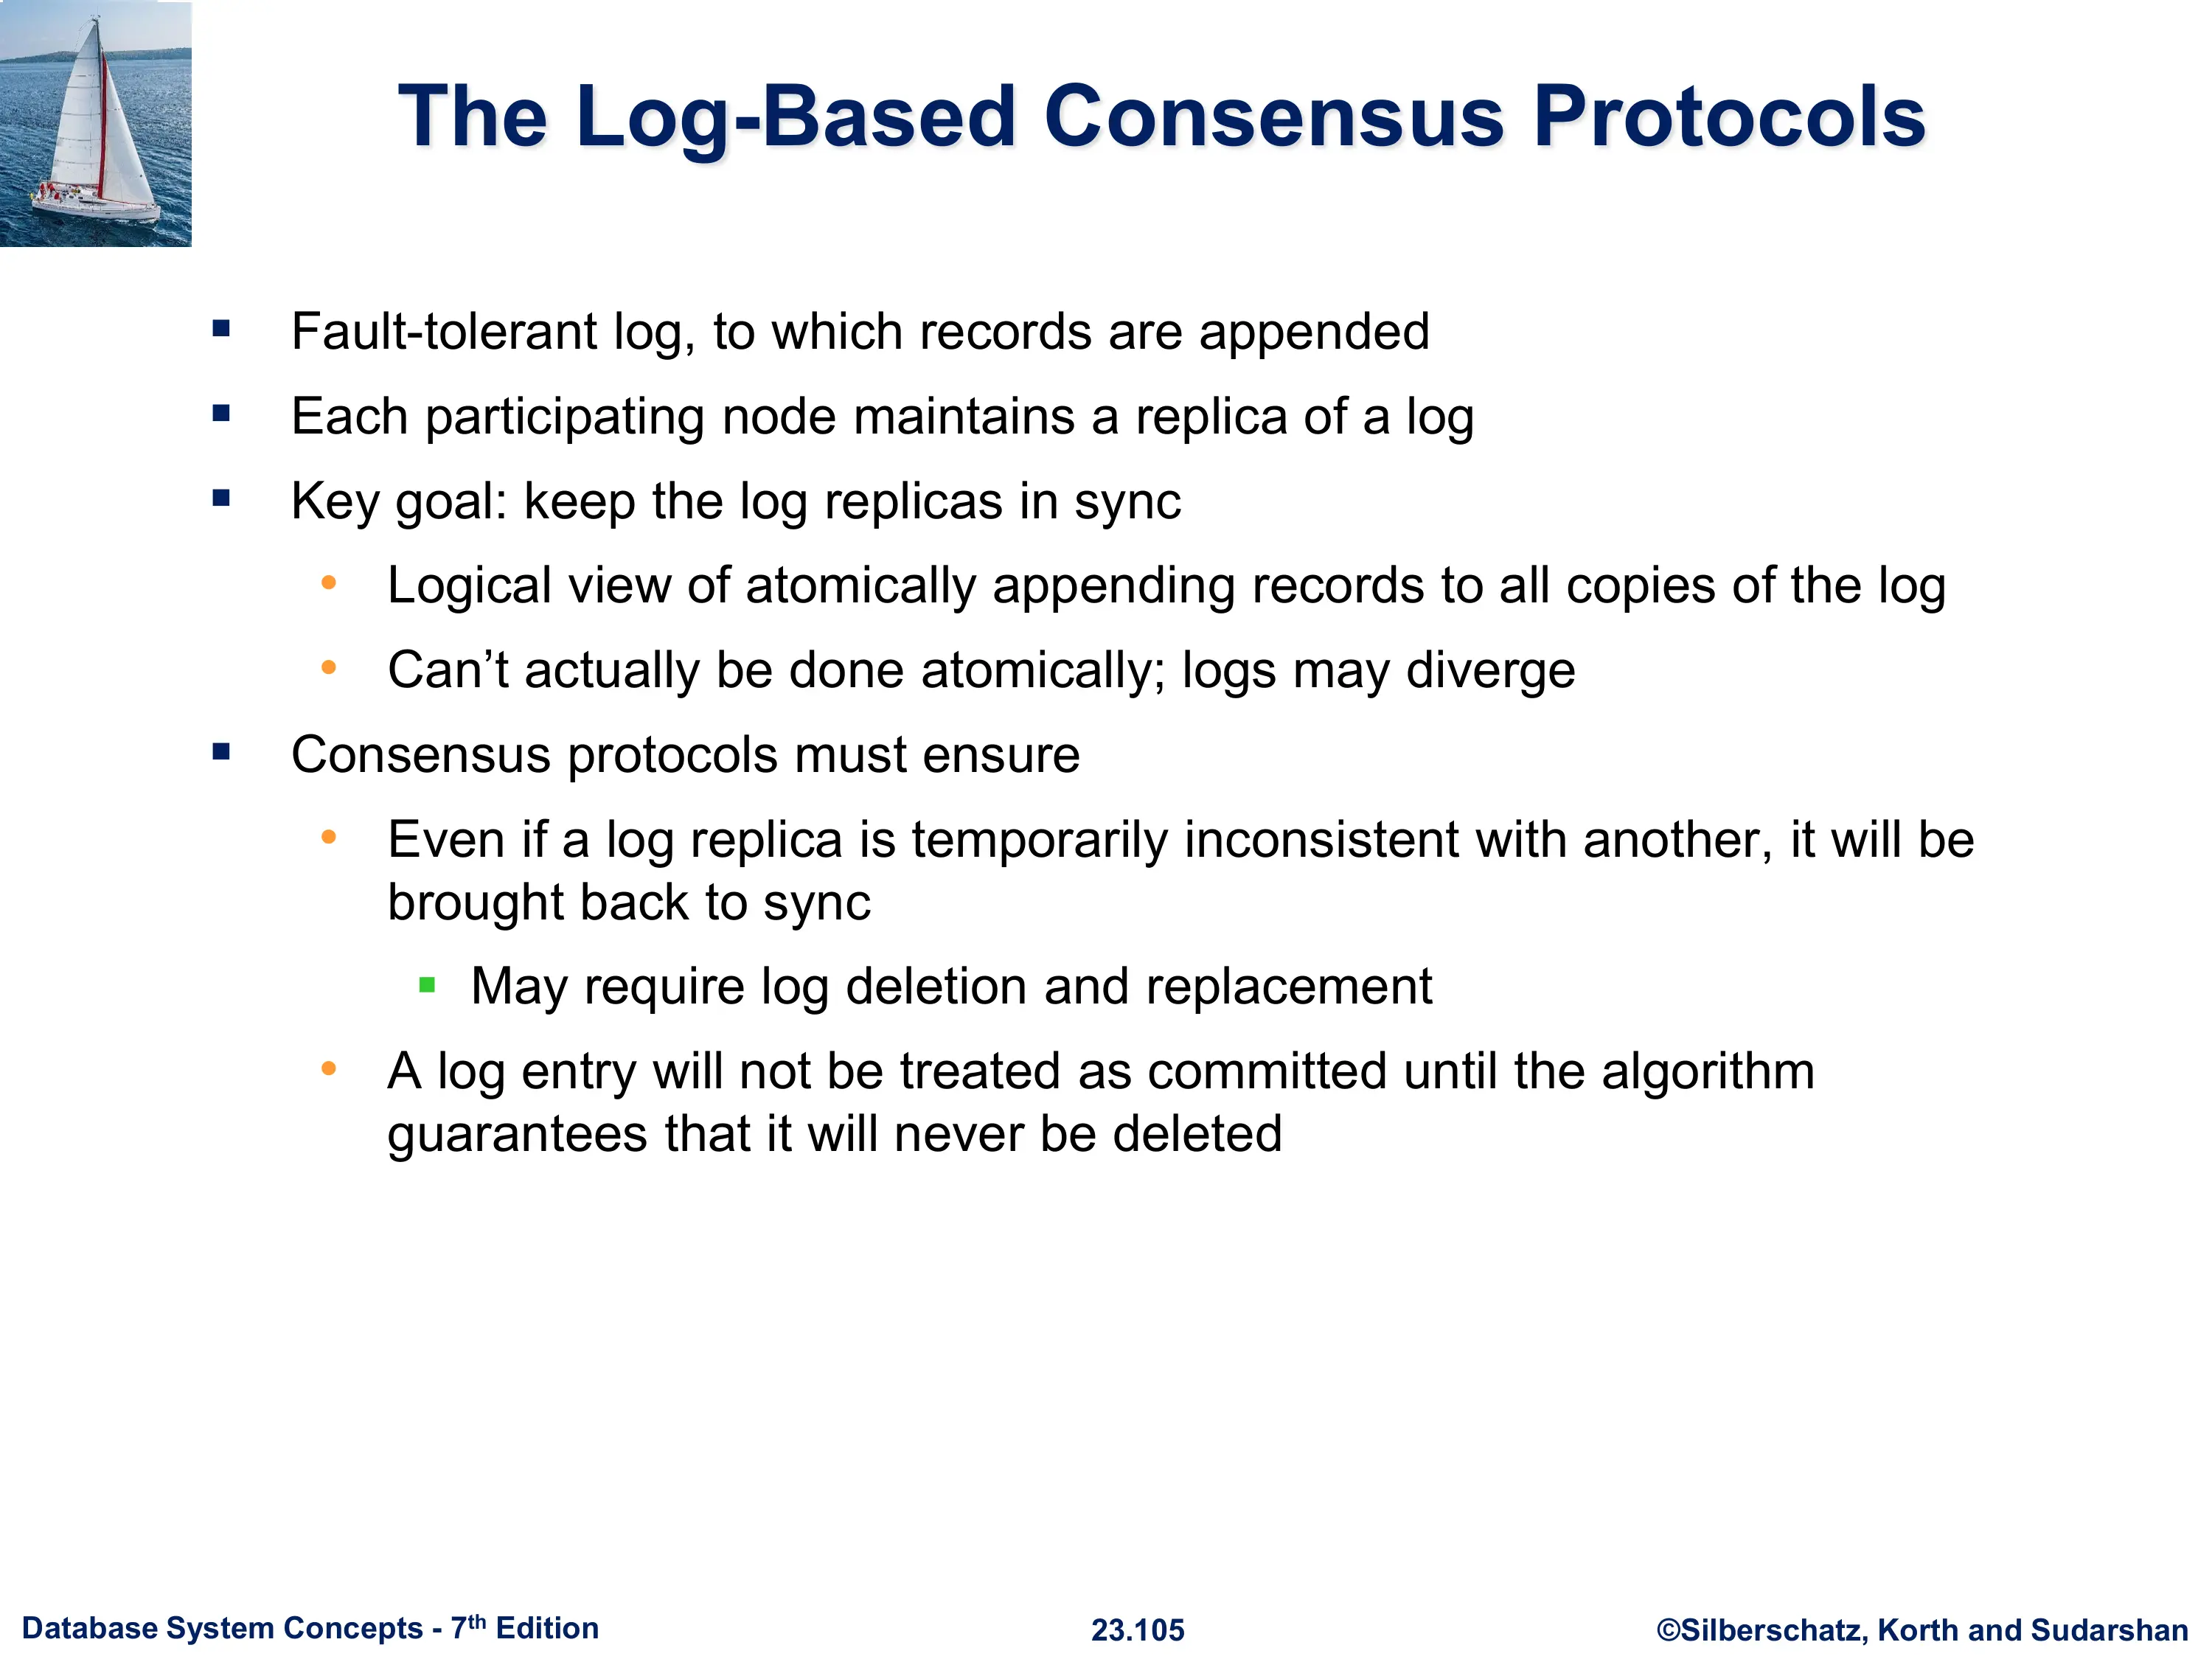 The Log-Based Consensus Protocols
▪ Fault-tolerant log, to which records are appended
▪ Each participating node maintains a replica of a log
▪ Key goal: keep the log replicas in sync
• Logical view of atomically appending records to all copies of the log
• Can’t actually be done atomically; logs may diverge
▪ Consensus protocols must ensure
• Even if a log replica is temporarily inconsistent with another, it will be
brought back to sync
▪ May require log deletion and replacement
• A log entry will not be treated as committed until the algorithm
guarantees that it will never be deleted
Database System Concepts - 7th Edition
23.105
©Silberschatz, Korth and Sudarshan